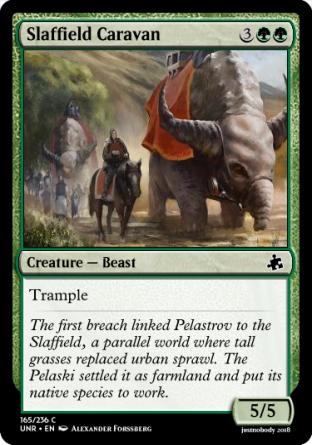 Slaffield Caravan 3
Creature — Beast
Trample
The first breach linked Pelastrov to the
Slaffield, a parallel world where tall
grasses replaced urban sprawl. The
Pelaski settled it as farmland and put its
native species to work.
5/5
165/236 C
UNR • EN Alexander Forssberg
justnobody 2018